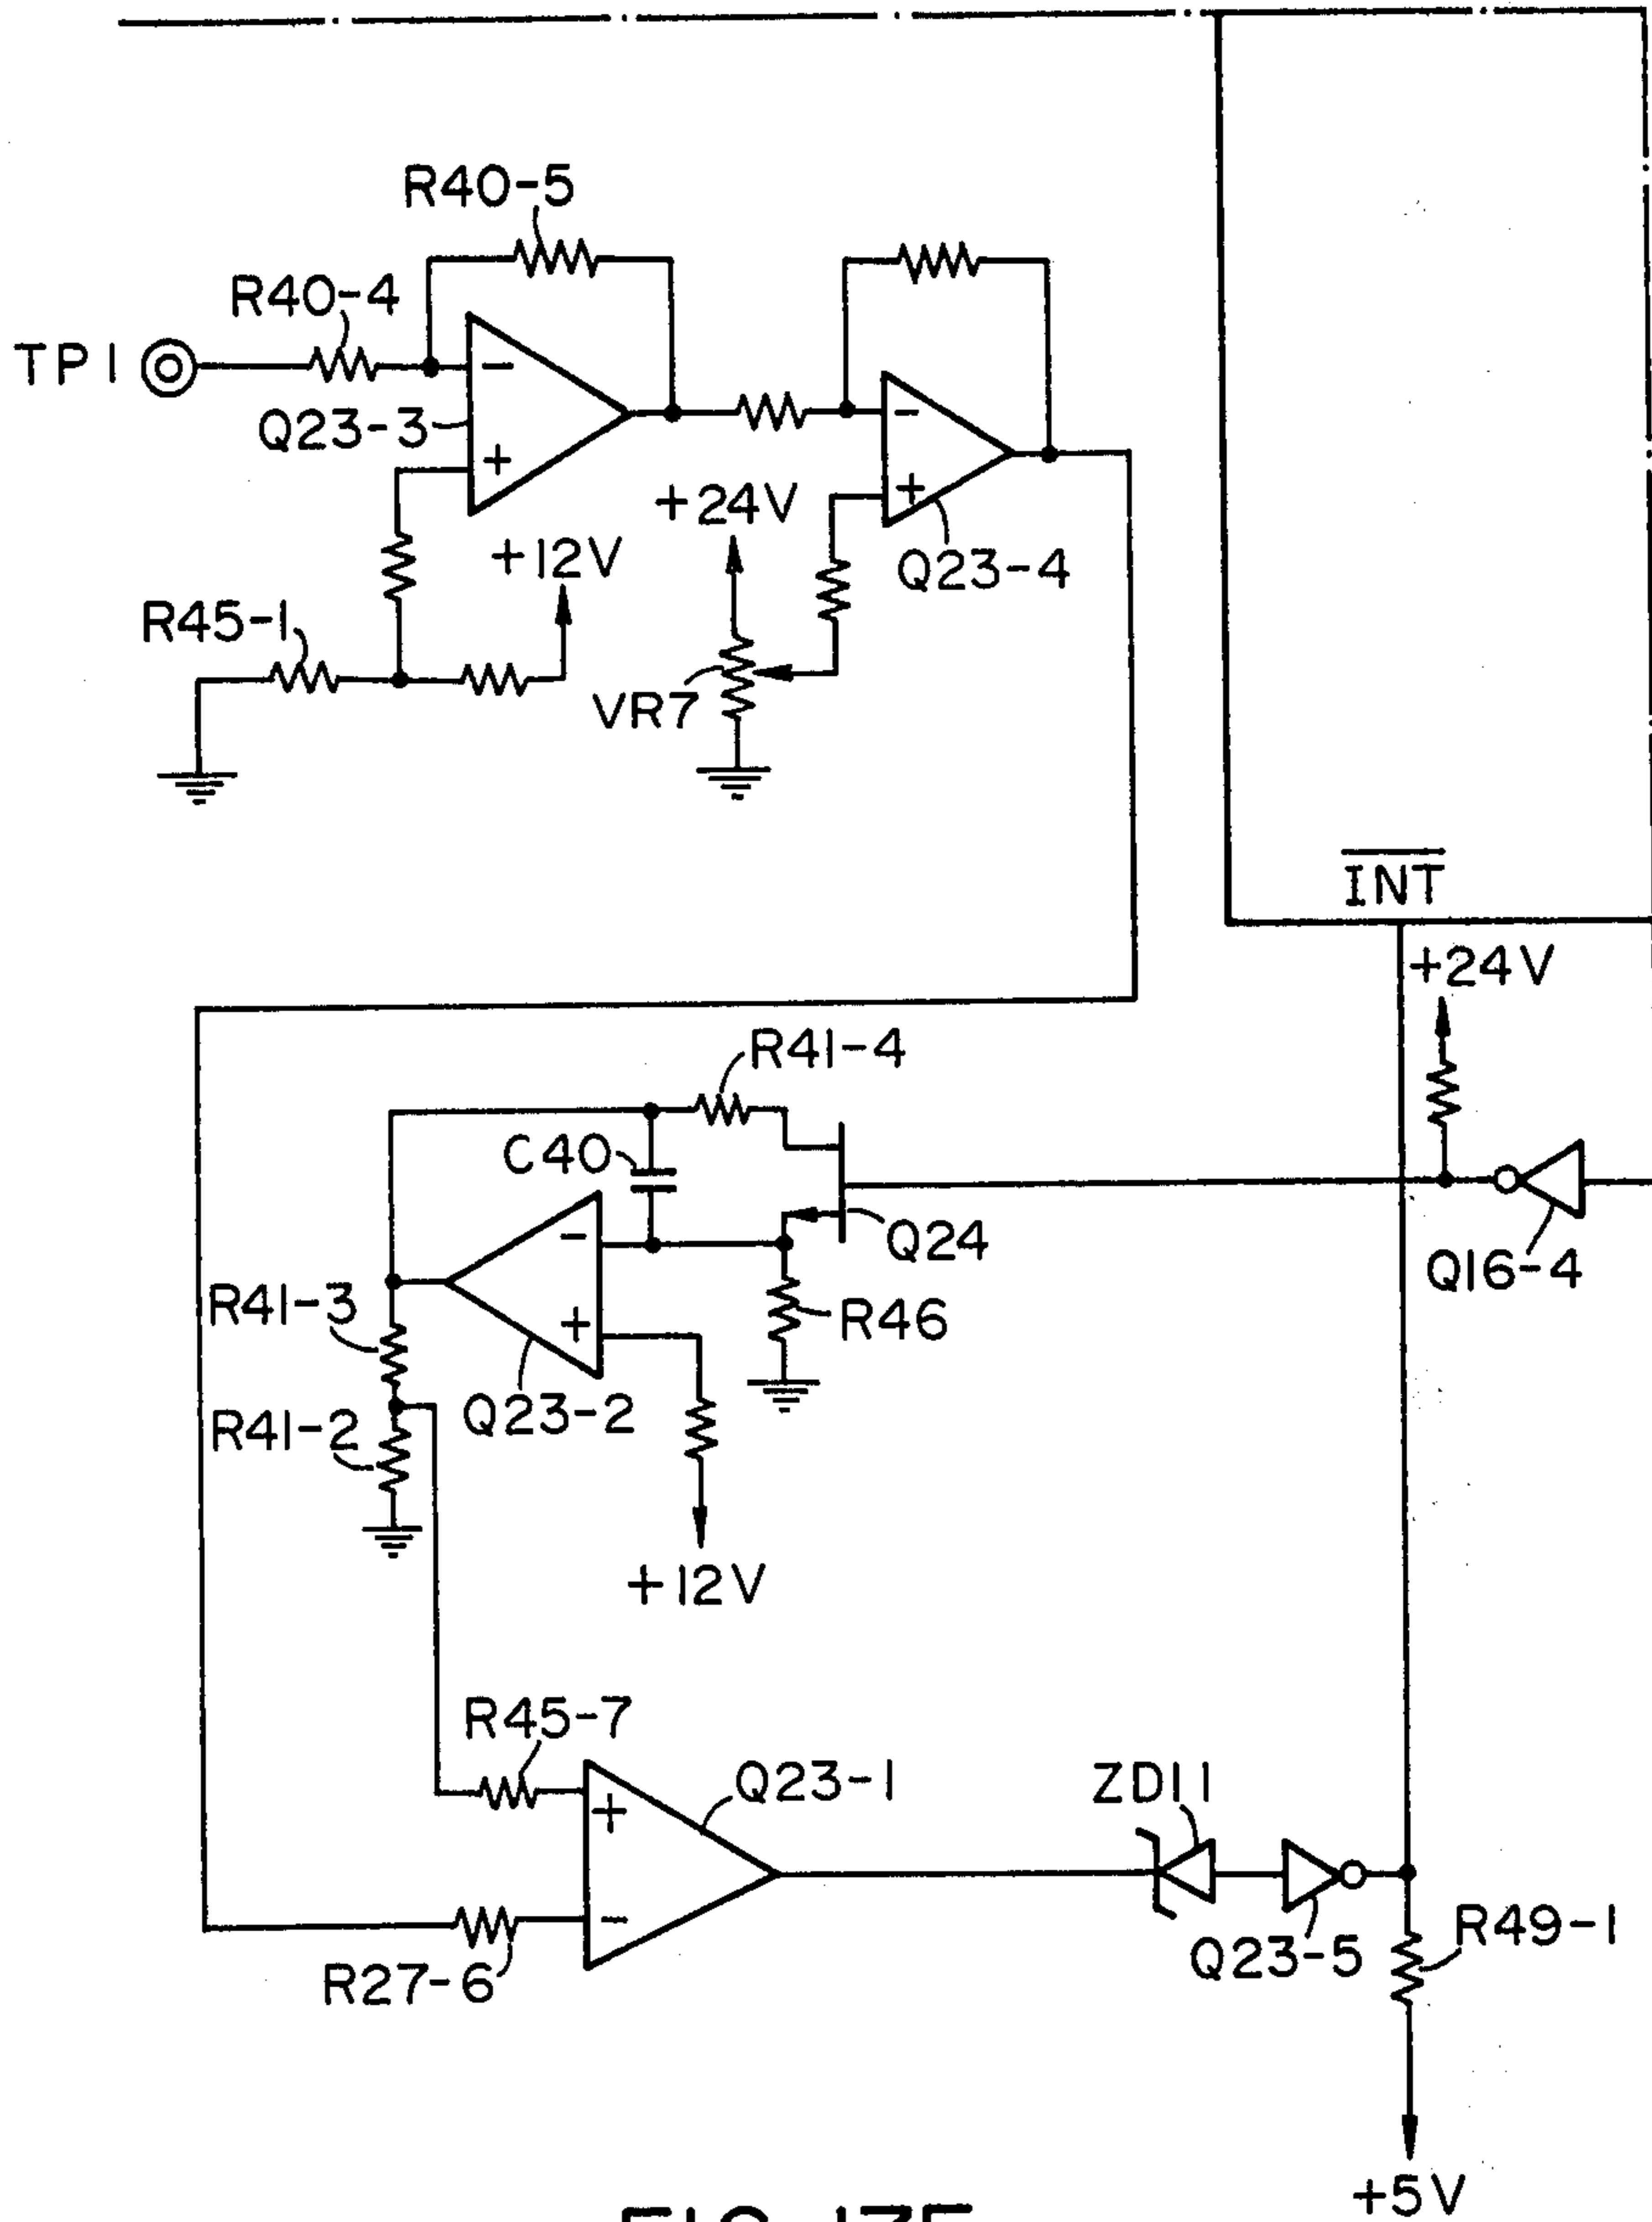 R40-5
R40-4
TP1
Q23-3
-
+
-
+
+24V
+12V
Q23-4
R45-1
VR7
INT
+24V
R41-4
C40
Q24
-
+
Q16-4
R41-3
R46
Q23-2
R41-2
+12V
R45-7
Q23-1
ZD11
+
-
R27-6
Q23-5
R49-1
+5V